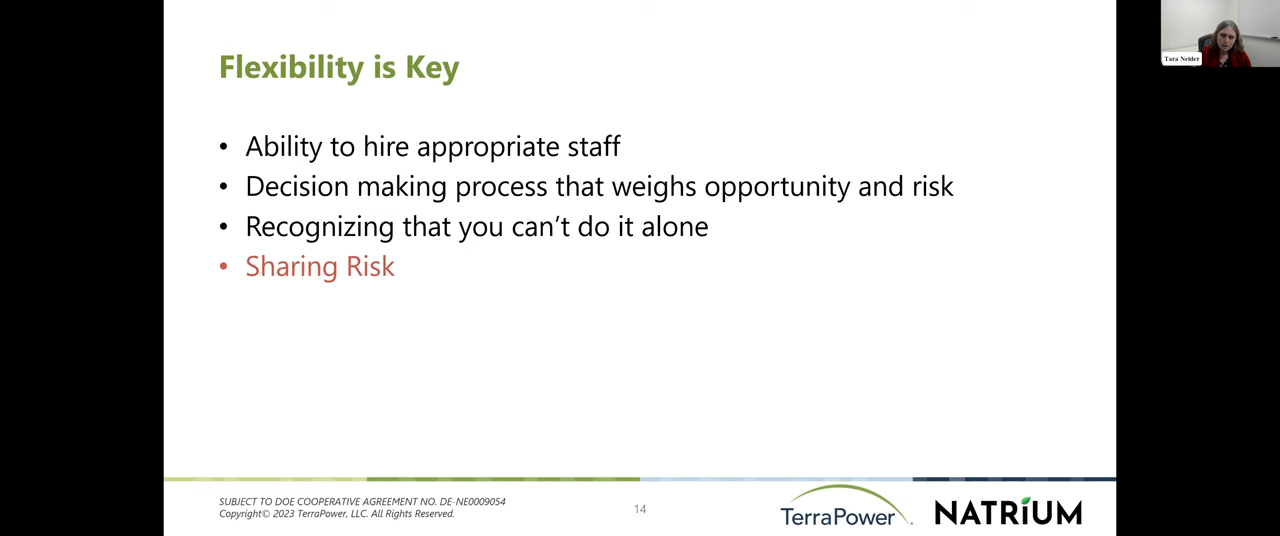 Flexibility is Key
Tara Neider
• Ability to hire appropriate staff
• Decision making process that weighs opportunity and risk
• Recognizing that you can't do it alone
• Sharing Risk
SUBJECT TO DOE COOPERATIVE AGREEMENT NO. DE-NE0009054
Copyright© 2023 TerraPower, LLC. All Rights Reserved.
14
TerraPower
NATRIUM